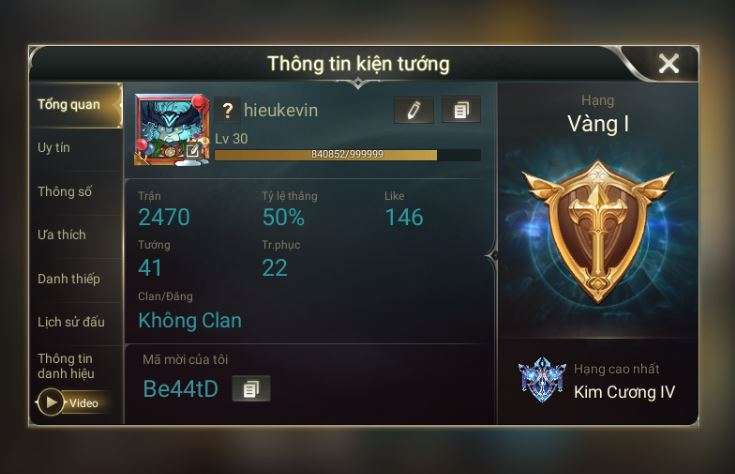 Thông tin kiện tướng
Tổng quan
Uy tín
Thông số
Ưa thích
Danh thiếp
Lịch sử đấu
Thông tin
danh hiệu
Video
? hieukevin
Lv 30
840852/999999
Trận
Tỷ lệ thắng
Like
2470
50%
146
Tướng
Tr.phục
41
22
Clan/Đảng
Không Clan
Mã mời của tôi
Be44tD
Hạng
Vàng I
Hạng cao nhất
Kim Cương IV